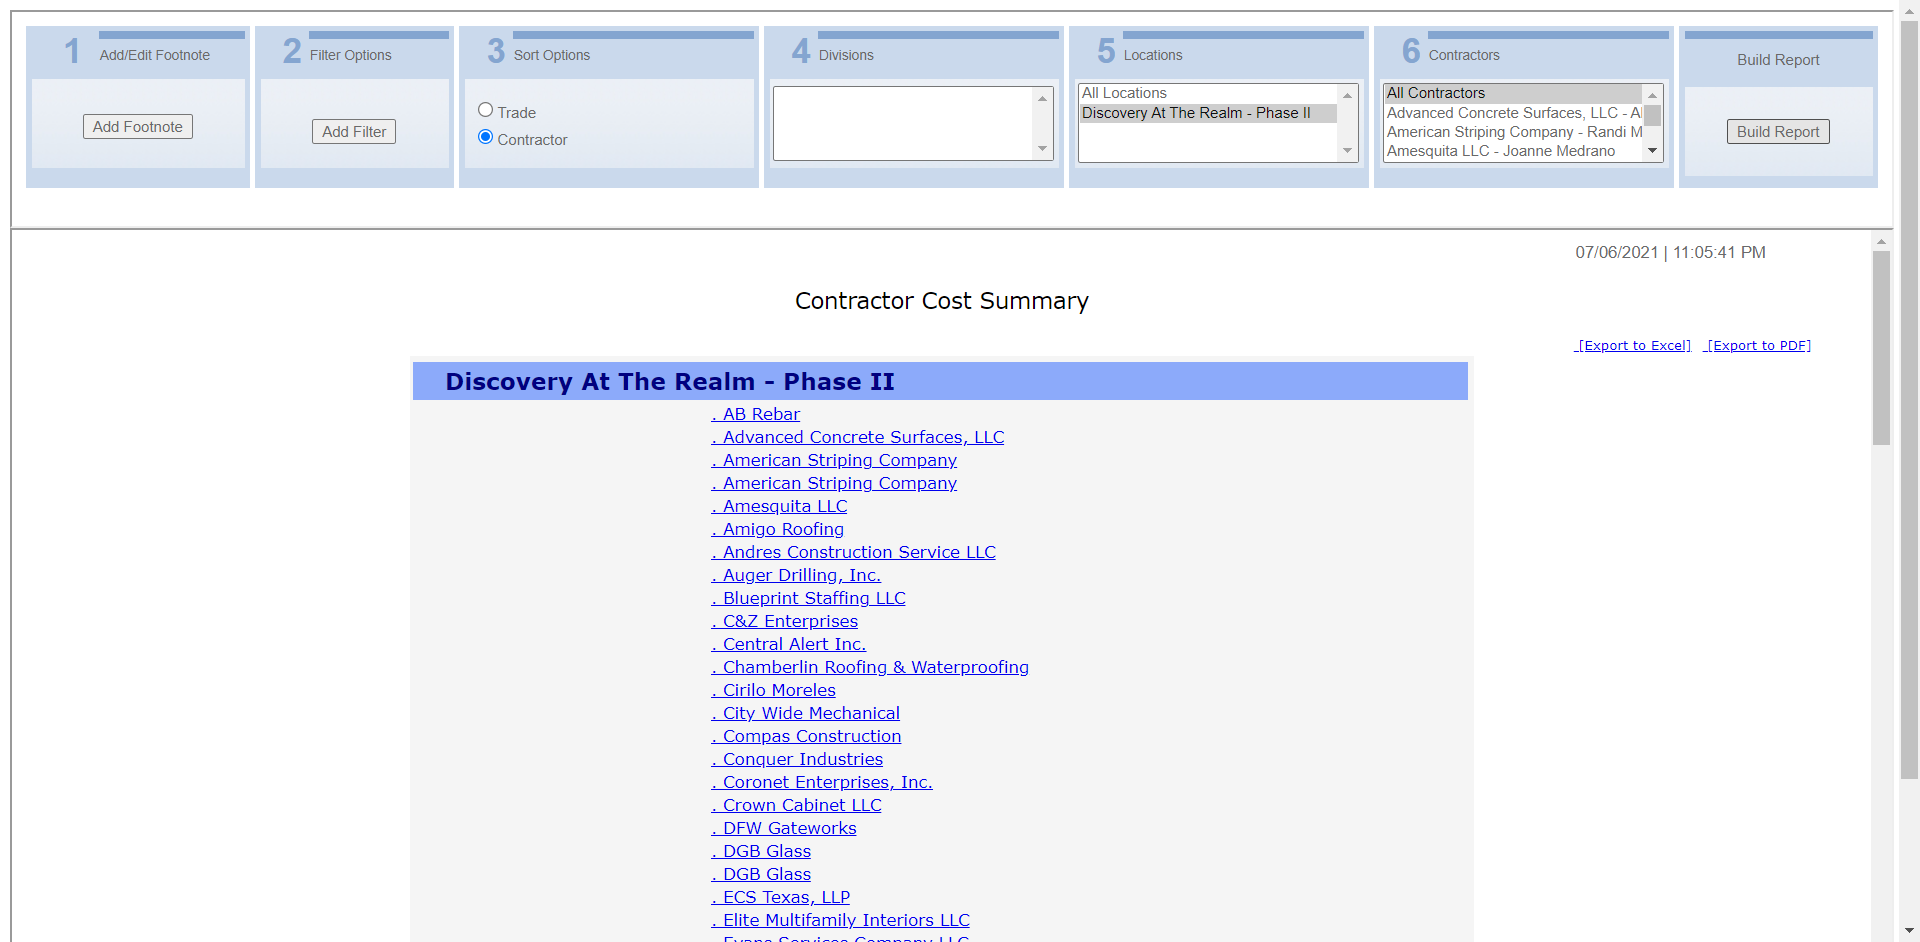 1 Add/Edit Footnote
Add Footnote
2 Filter Options
Add Filter
3 Sort Options
Trade
Contractor
4 Divisions
5 Locations
All Locations
Discovery At The Realm - Phase II
6 Contractors
All Contractors
Advanced Concrete Surfaces, LLC - A
American Striping Company - Randi M
Amesquita LLC - Joanne Medrano
Build Report
Build Report
07/06/2021 | 11:05:41 PM
Contractor Cost Summary
[Export to Excel] [Export to PDF]
Discovery At The Realm - Phase II
. AB Rebar
. Advanced Concrete Surfaces, LLC
. American Striping Company
. American Striping Company
. Amesquita LLC
. Amigo Roofing
. Andres Construction Service LLC
. Auger Drilling, Inc.
. Blueprint Staffing LLC
. C&Z Enterprises
. Central Alert Inc.
. Chamberlin Roofing & Waterproofing
. Cirilo Moreles
. City Wide Mechanical
. Compas Construction
. Conquer Industries
. Coronet Enterprises, Inc.
. Crown Cabinet LLC
. DFW Gateworks
. DGB Glass
. DGB Glass
. ECS Texas, LLP
. Elite Multifamily Interiors LLC
. Evans Services Company LLC